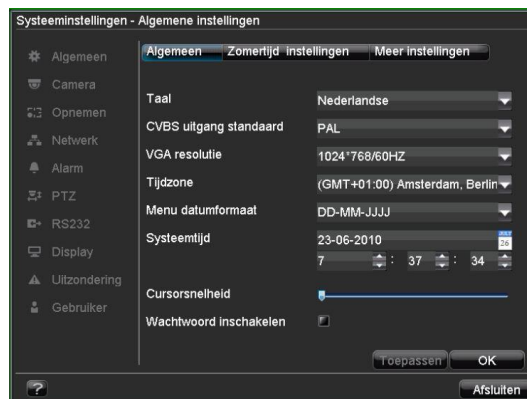 Systeeminstellingen - Algemene instellingen
Algemeen
Camera
Opnemen
Netwerk
Alarm
PTZ
RS232
Display
Uitzondering
Gebruiker
Algemeen Zomertijd instellingen Meer instellingen
Taal Nederlandse
CVBS uitgang standaard PAL
VGA resolutie 1024*768/60HZ
Tijdzone (GMT+01:00) Amsterdam, Berlin
Menu datumformaat DD-MM-JJJJ
Systeemtijd 23-06-2010
7 : 37 : 34
Cursorsnelheid
Wachtwoord inschakelen
Toepassen OK
? Afsluiten